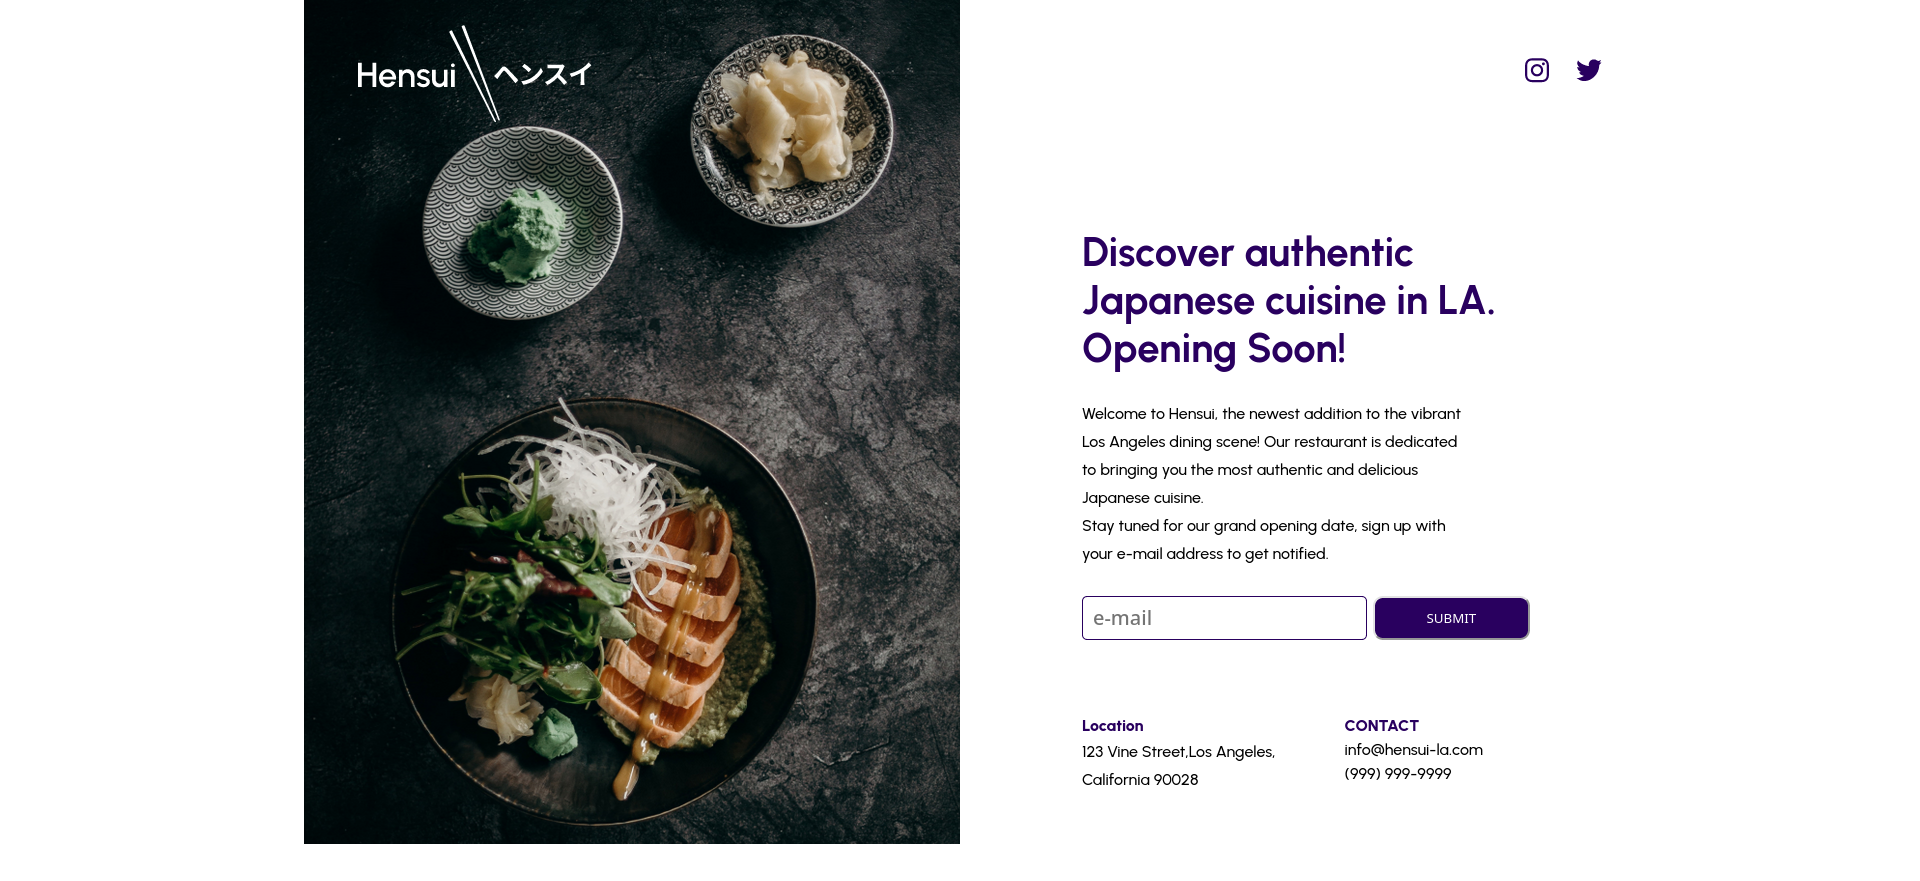 Hensui ヘンスイ
Discover authentic
Japanese cuisine in LA.
Opening Soon!
Welcome to Hensui, the newest addition to the vibrant
Los Angeles dining scene! Our restaurant is dedicated
to bringing you the most authentic and delicious
Japanese cuisine.
Stay tuned for our grand opening date, sign up with
your e-mail address to get notified.
e-mail
SUBMIT
Location
123 Vine Street,Los Angeles,
California 90028
CONTACT
info@hensui-la.com
(999) 999-9999